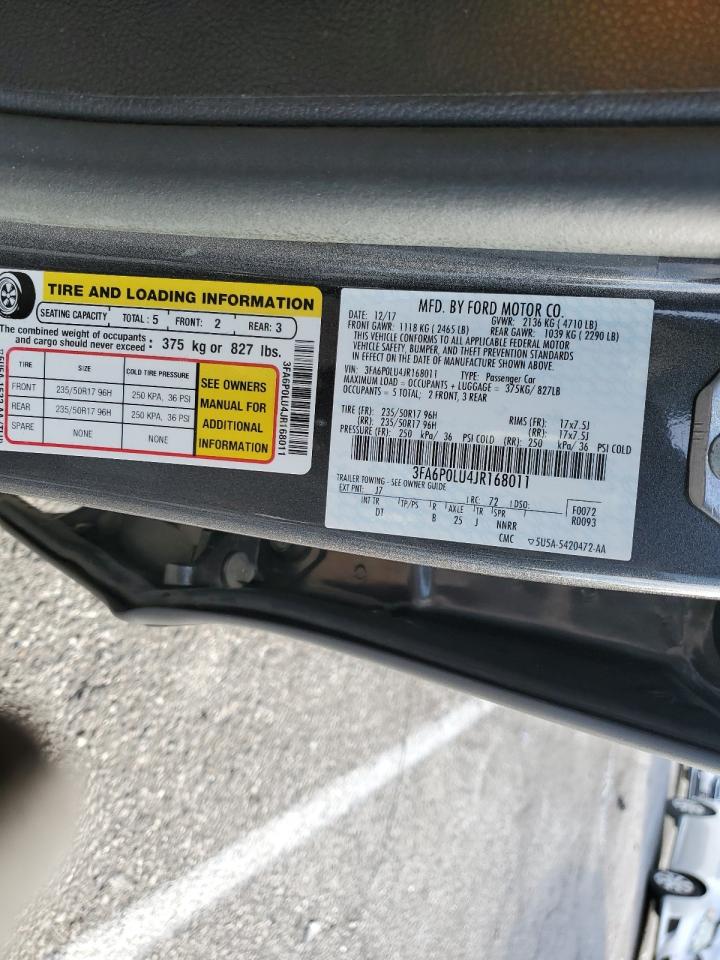 TIRE AND LOADING INFORMATION
SEATING CAPACITY TOTAL : 5 FRONT: 2 REAR: 3
The combined weight of occupants and cargo should never exceed : 375 kg or 827 lbs.
TIRE SIZE COLD TIRE PRESSURE
FRONT 235/50R17 96H 250 KPA, 36 PSI
REAR 235/50R17 96H 250 KPA, 36 PSI
SPARE NONE NONE
SEE OWNERS
MANUAL FOR
ADDITIONAL
INFORMATION
3FA6P0LU4JR168011
MFD. BY FORD MOTOR CO.
DATE: 12/17 GVWR: 2136 KG ( 4710 LB)
FRONT GAWR: 1118 KG ( 2465 LB) REAR GAWR: 1039 KG ( 2290 LB)
THIS VEHICLE CONFORMS TO ALL APPLICABLE FEDERAL MOTOR
VEHICLE SAFETY, BUMPER, AND THEFT PREVENTION STANDARDS
IN EFFECT ON THE DATE OF MANUFACTURE SHOWN ABOVE.
VIN: 3FA6P0LU4JR168011 TYPE: Passenger Car
MAXIMUM LOAD = OCCUPANTS + LUGGAGE = 375KG/ 827LB
OCCUPANTS = 5 TOTAL: 2 FRONT, 3 REAR
TIRE (FR): 235/50R17 96H RIMS (FR): 17x7.5J
(RR): 235/50R17 96H (RR): 17x7.5J
PRESSURE (FR): 250 kPa/ 36 PSI COLD (RR): 250 kPa/ 36 PSI COLD
3FA6P0LU4JR168011
TRAILER TOWING - SEE OWNER GUIDE
EXT PNT: J7 RC: 72 DSO: F0072
INT TR TP/PS R AXLE TR SPR R0093
DT B 25 J NNRR
CMC ▽5U5A-5420472-AA